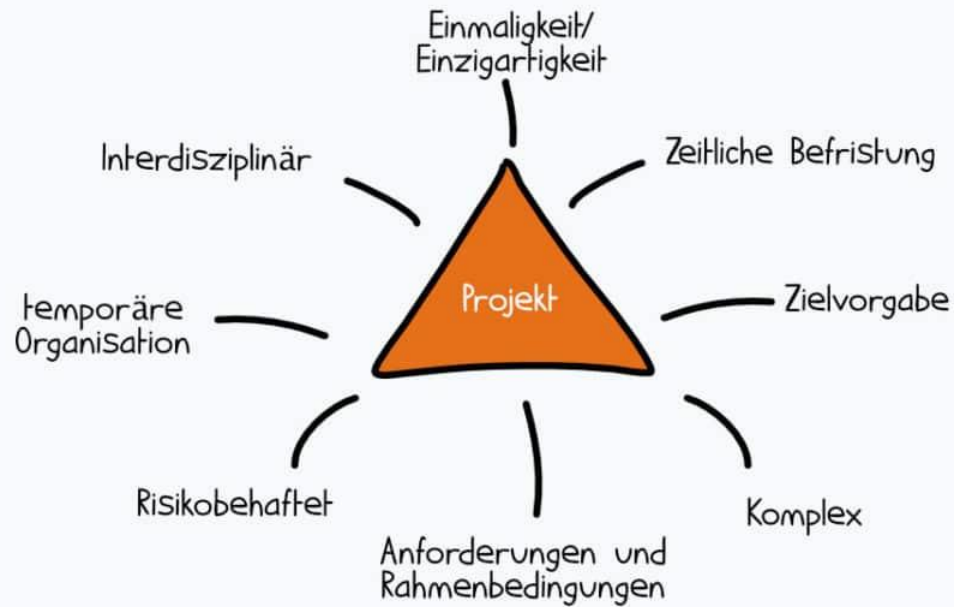 Einmaligkeit/
Einzigartigkeit
Interdisziplinär
Zeitliche Befristung
Projekt
Zielvorgabe
temporäre
Organisation
Risikobehaftet
Komplex
Anforderungen und
Rahmenbedingungen